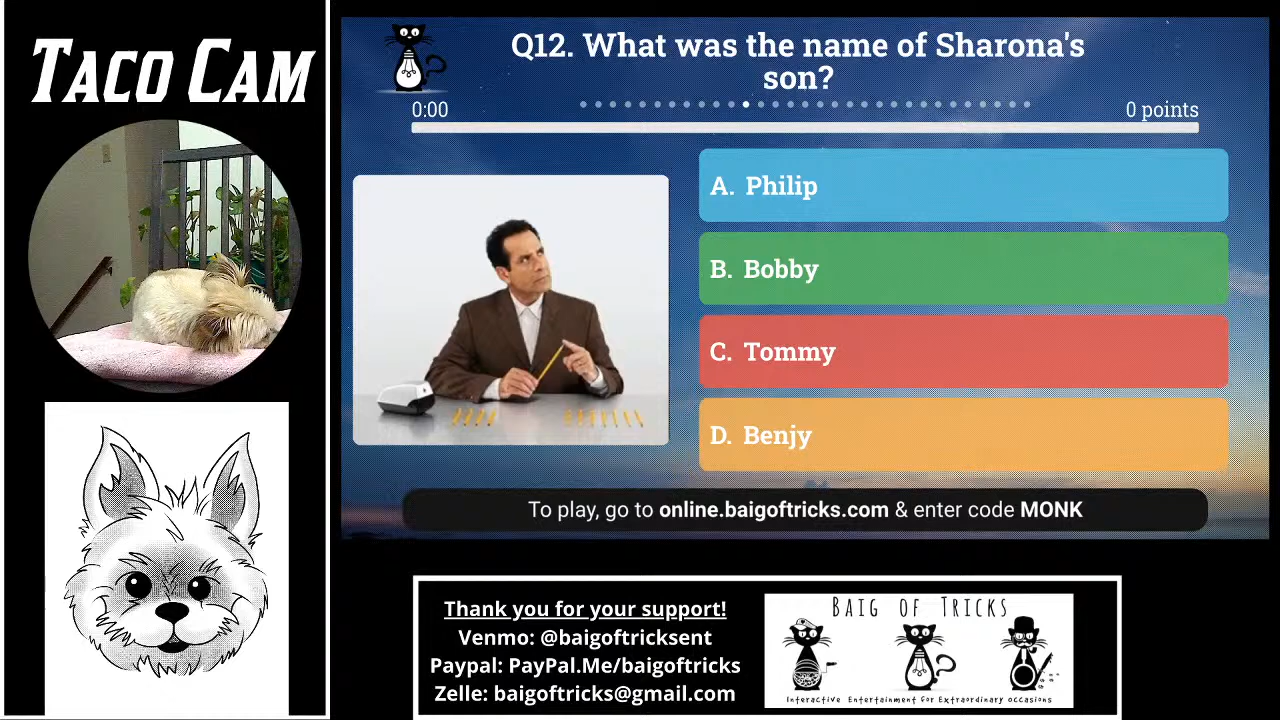 TACO CAM
Q12. What was the name of Sharona's
son?
0:00
0 points
A. Philip
B. Bobby
C. Tommy
D. Benjy
To play, go to online.baigoftricks.com & enter code MONK
Thank you for your support!
Venmo: @baigoftricksent
Paypal: PayPal.Me/baigoftricks
Zelle: baigoftricks@gmail.com
BAIG OF TRICKS
Interactive Entertainment for Extraordinary occasions